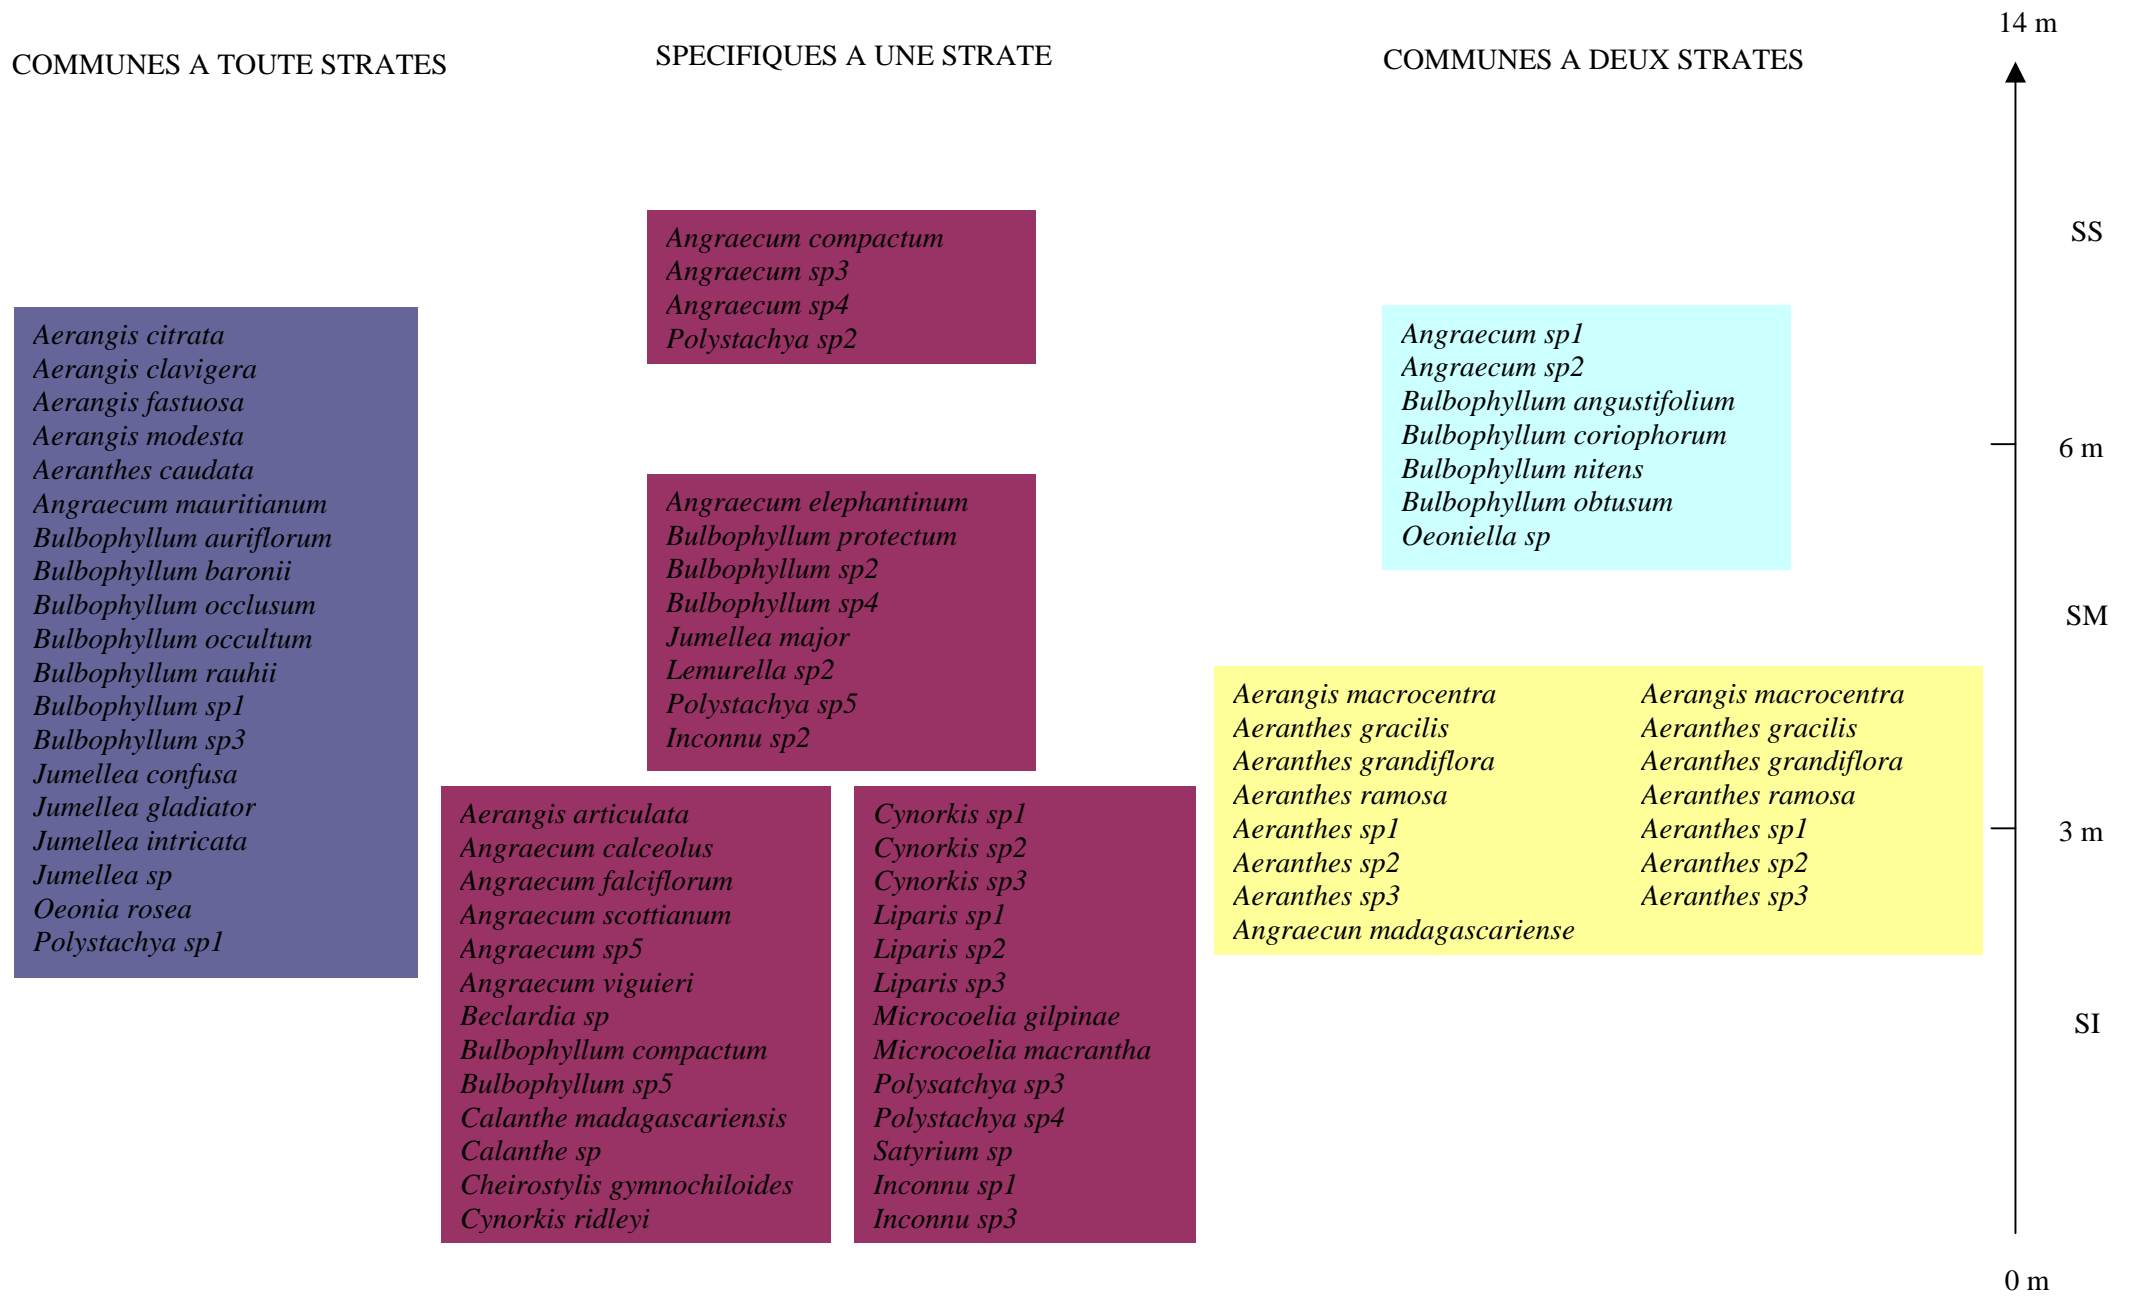 COMMUNES A TOUTE STRATES
Aerangis citrata
Aerangis clavigera
Aerangis fastuosa
Aerangis modesta
Aeranthes caudata
Angraecum mauritianum
Bulbophyllum auriflorum
Bulbophyllum baronii
Bulbophyllum occlusum
Bulbophyllum occultum
Bulbophyllum rauhii
Bulbophyllum sp1
Bulbophyllum sp3
Jumellea confusa
Jumellea gladiator
Jumellea intricata
Jumellea sp
Oeonia rosea
Polystachya sp1
SPECIFIQUES A UNE STRATE
Angraecum compactum
Angraecum sp3
Angraecum sp4
Polystachya sp2
Angraecum elephantinum
Bulbophyllum protectum
Bulbophyllum sp2
Bulbophyllum sp4
Jumellea major
Lemurella sp2
Polystachya sp5
Inconnu sp2
Aerangis articulata
Angraecum calceolus
Angraecum falciflorum
Angraecum scottianum
Angraecum sp5
Angraecum viguieri
Beclardia sp
Bulbophyllum compactum
Bulbophyllum sp5
Calanthe madagascariensis
Calanthe sp
Cheirostylis gymnochiloides
Cynorkis ridleyi
Cynorkis sp1
Cynorkis sp2
Cynorkis sp3
Liparis sp1
Liparis sp2
Liparis sp3
Microcoelia gilpinae
Microcoelia macrantha
Polysatchya sp3
Polystachya sp4
Satyrium sp
Inconnu sp1
Inconnu sp3
COMMUNES A DEUX STRATES
Angraecum sp1
Angraecum sp2
Bulbophyllum angustifolium
Bulbophyllum coriophorum
Bulbophyllum nitens
Bulbophyllum obtusum
Oeoniella sp
Aerangis macrocentra
Aeranthes gracilis
Aeranthes grandiflora
Aeranthes ramosa
Aeranthes sp1
Aeranthes sp2
Aeranthes sp3
Angraecun madagascariense
Aerangis macrocentra
Aeranthes gracilis
Aeranthes grandiflora
Aeranthes ramosa
Aeranthes sp1
Aeranthes sp2
Aeranthes sp3
14 m
SS
6 m
SM
3 m
SI
0 m